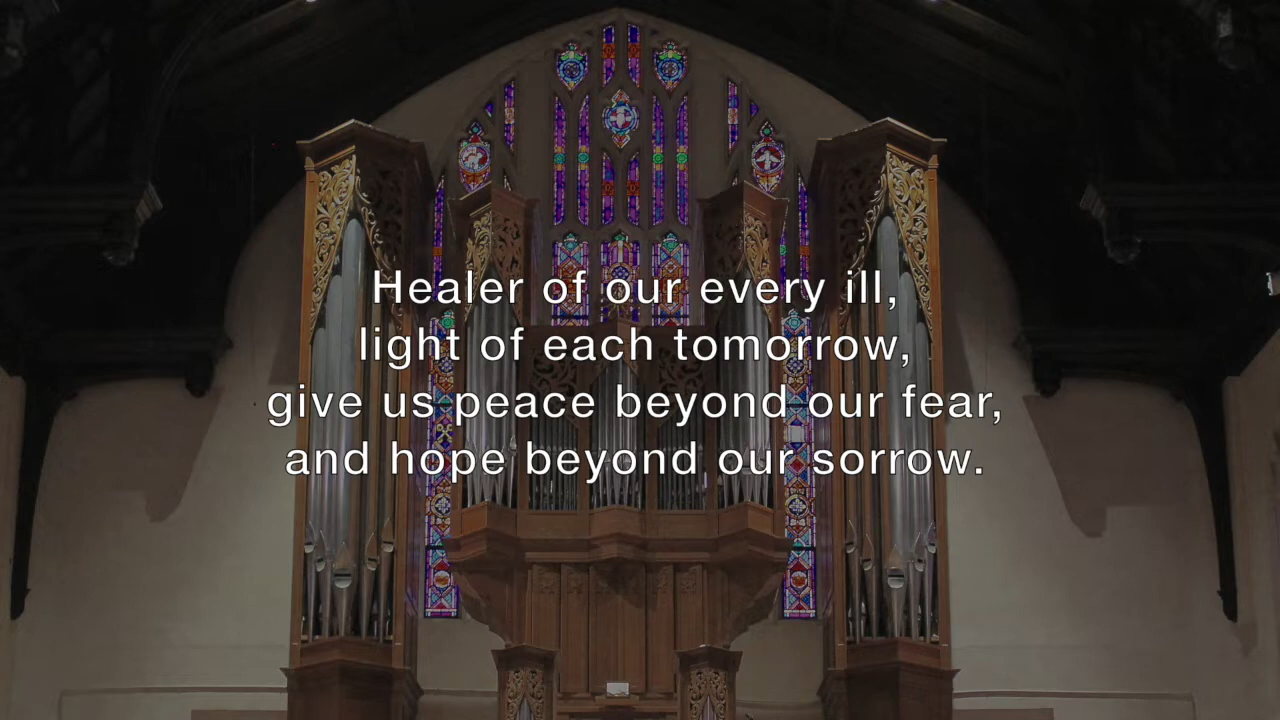 Healer of our every ill,
light of each tomorrow,
give us peace beyond our fear,
and hope beyond our sorrow.